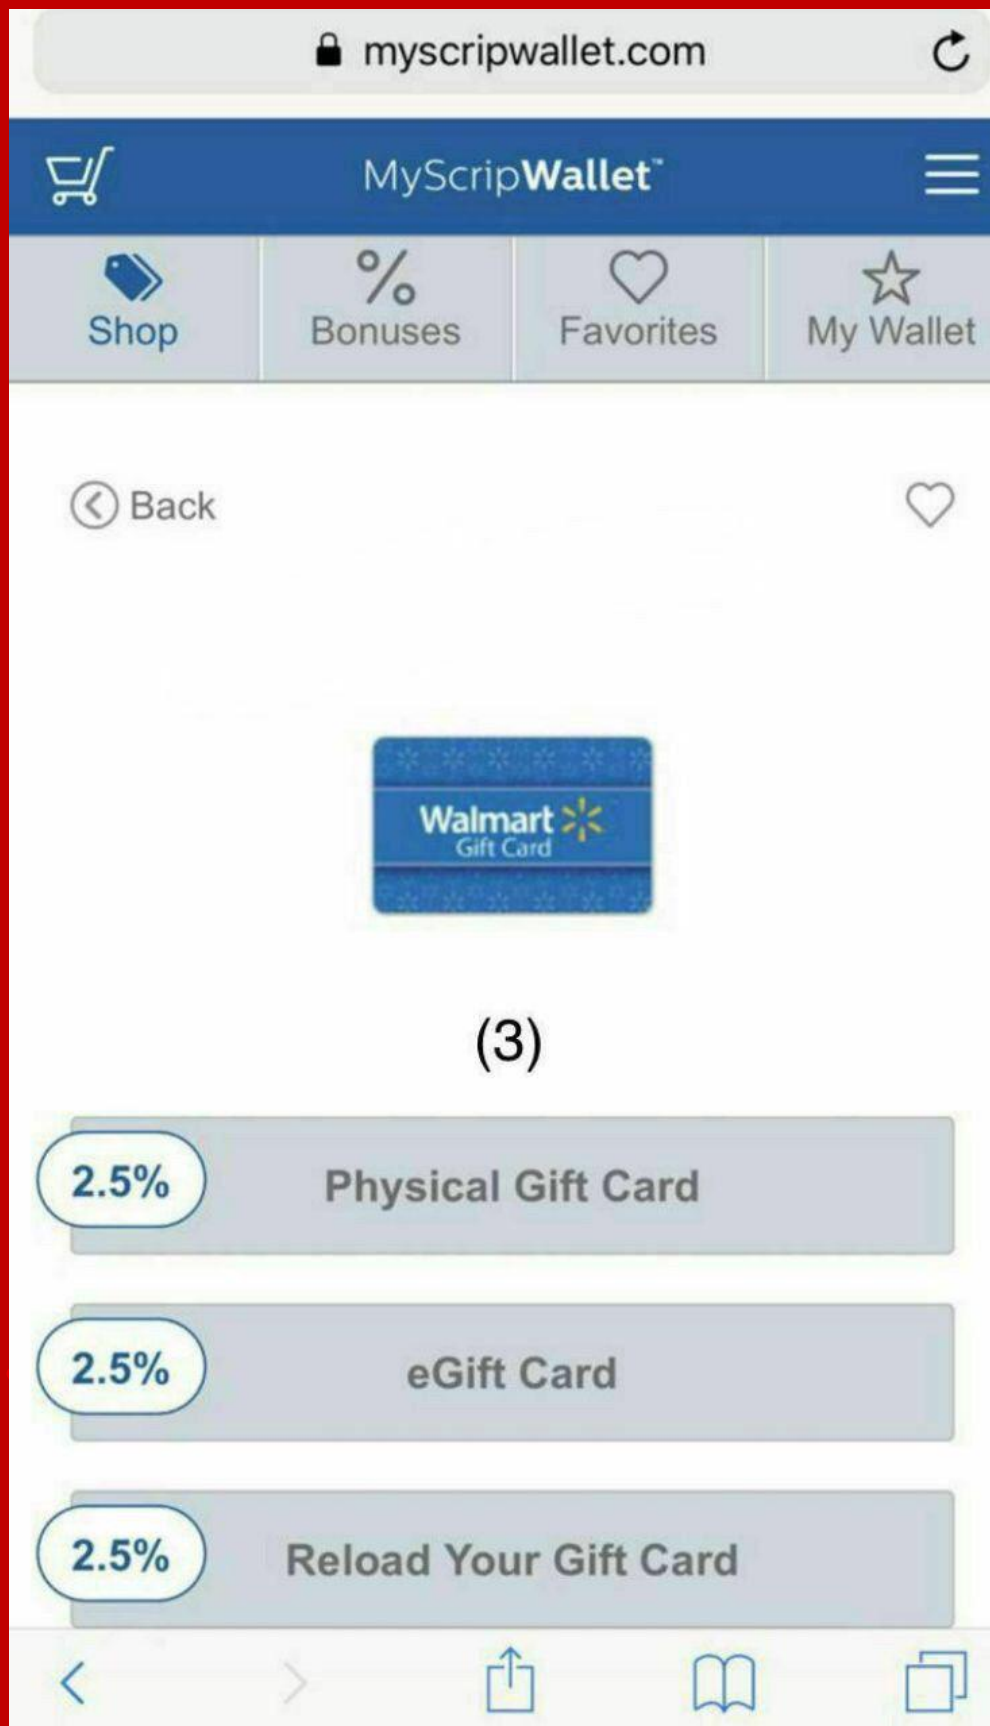 myscripwallet.com
MyScripWallet™
Shop
Bonuses
Favorites
My Wallet
Back
Walmart
Gift Card
(3)
2.5%
Physical Gift Card
2.5%
eGift Card
2.5%
Reload Your Gift Card